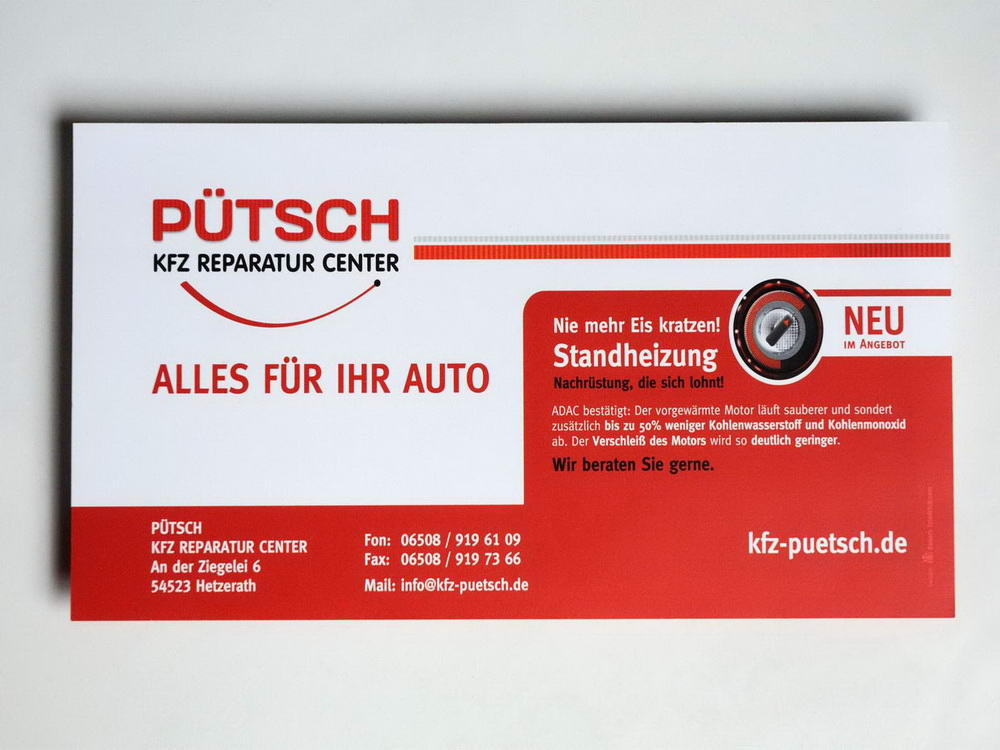 PÜTSCH
KFZ REPARATUR CENTER
ALLES FÜR IHR AUTO
Nie mehr Eis kratzen!
Standheizung
Nachrüstung, die sich lohnt!
NEU
IM ANGEBOT
ADAC bestätigt: Der vorgewärmte Motor läuft sauberer und sondert
zusätzlich bis zu 50% weniger Kohlenwasserstoff und Kohlenmonoxid
ab. Der Verschleiß des Motors wird so deutlich geringer.
Wir beraten Sie gerne.
PÜTSCH
KFZ REPARATUR CENTER
An der Ziegelei 6
54523 Hetzerath
Fon: 06508 / 919 61 09
Fax: 06508 / 919 73 66
Mail: info@kfz-puetsch.de
kfz-puetsch.de